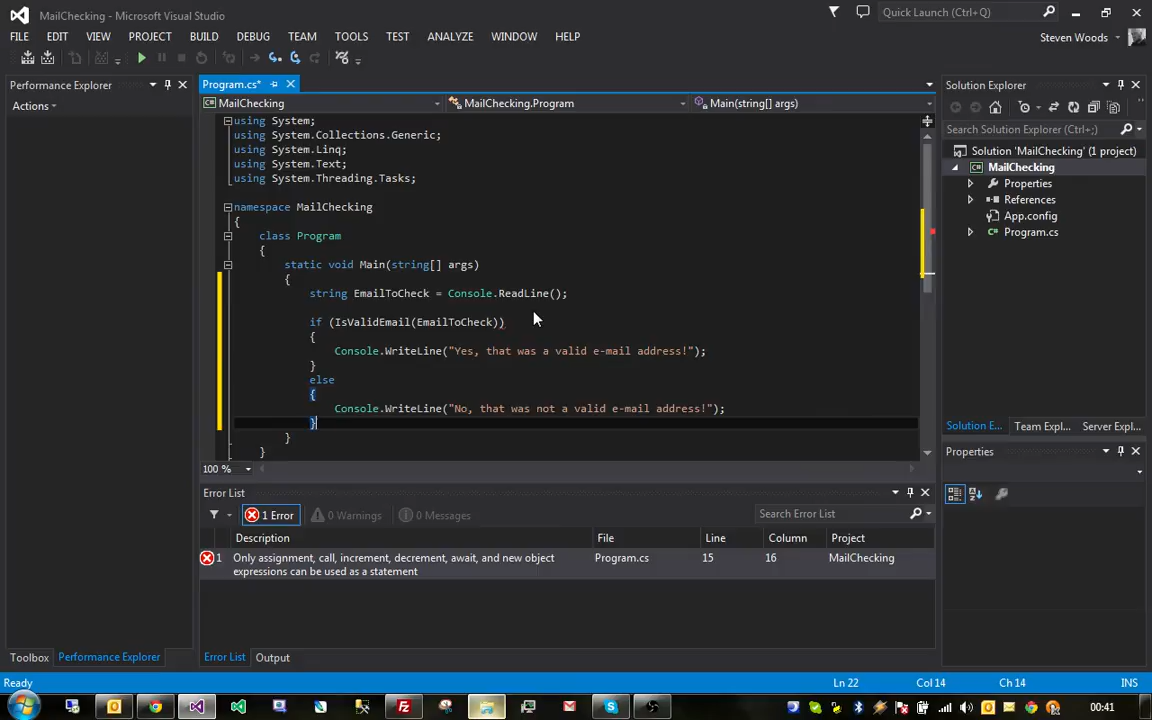 MailChecking - Microsoft Visual Studio
Quick Launch (Ctrl+Q)
FILE EDIT VIEW PROJECT BUILD DEBUG TEAM TOOLS TEST ANALYZE WINDOW HELP
Steven Woods
Performance Explorer
Actions
Program.cs*
MailChecking
MailChecking.Program
Main(string[] args)
using System;
using System.Collections.Generic;
using System.Linq;
using System.Text;
using System.Threading.Tasks;
namespace MailChecking
{
class Program
{
static void Main(string[] args)
{
string EmailToCheck = Console.ReadLine();
if (IsValidEmail(EmailToCheck))
{
Console.WriteLine("Yes, that was a valid e-mail address!");
}
else
{
Console.WriteLine("No, that was not a valid e-mail address!");
}
}
}
100 %
Solution Explorer
Search Solution Explorer (Ctrl+;)
Solution 'MailChecking' (1 project)
MailChecking
Properties
References
App.config
Program.cs
Solution E... Team Expl... Server Expl...
Properties
Error List
1 Error 0 Warnings 0 Messages
Search Error List
Description File Line Column Project
1 Only assignment, call, increment, decrement, await, and new object Program.cs 15 16 MailChecking
expressions can be used as a statement
Toolbox Performance Explorer
Error List Output
Ready Ln 22 Col 14 Ch 14 INS
00:41